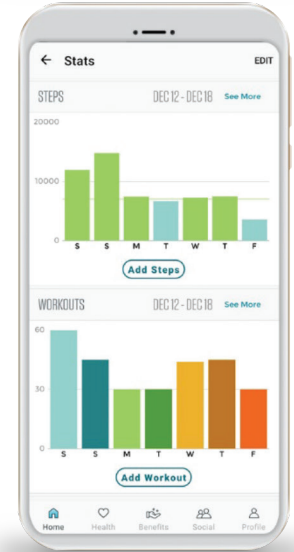 ← Stats EDIT
STEPS DEC 12 - DEC 18 See More
20000
10000
0
S S M T W T F
Add Steps
WORKOUTS DEC 12 - DEC 18 See More
60
30
0
S S M T W T F
Add Workout
Home Health Benefits Social Profile